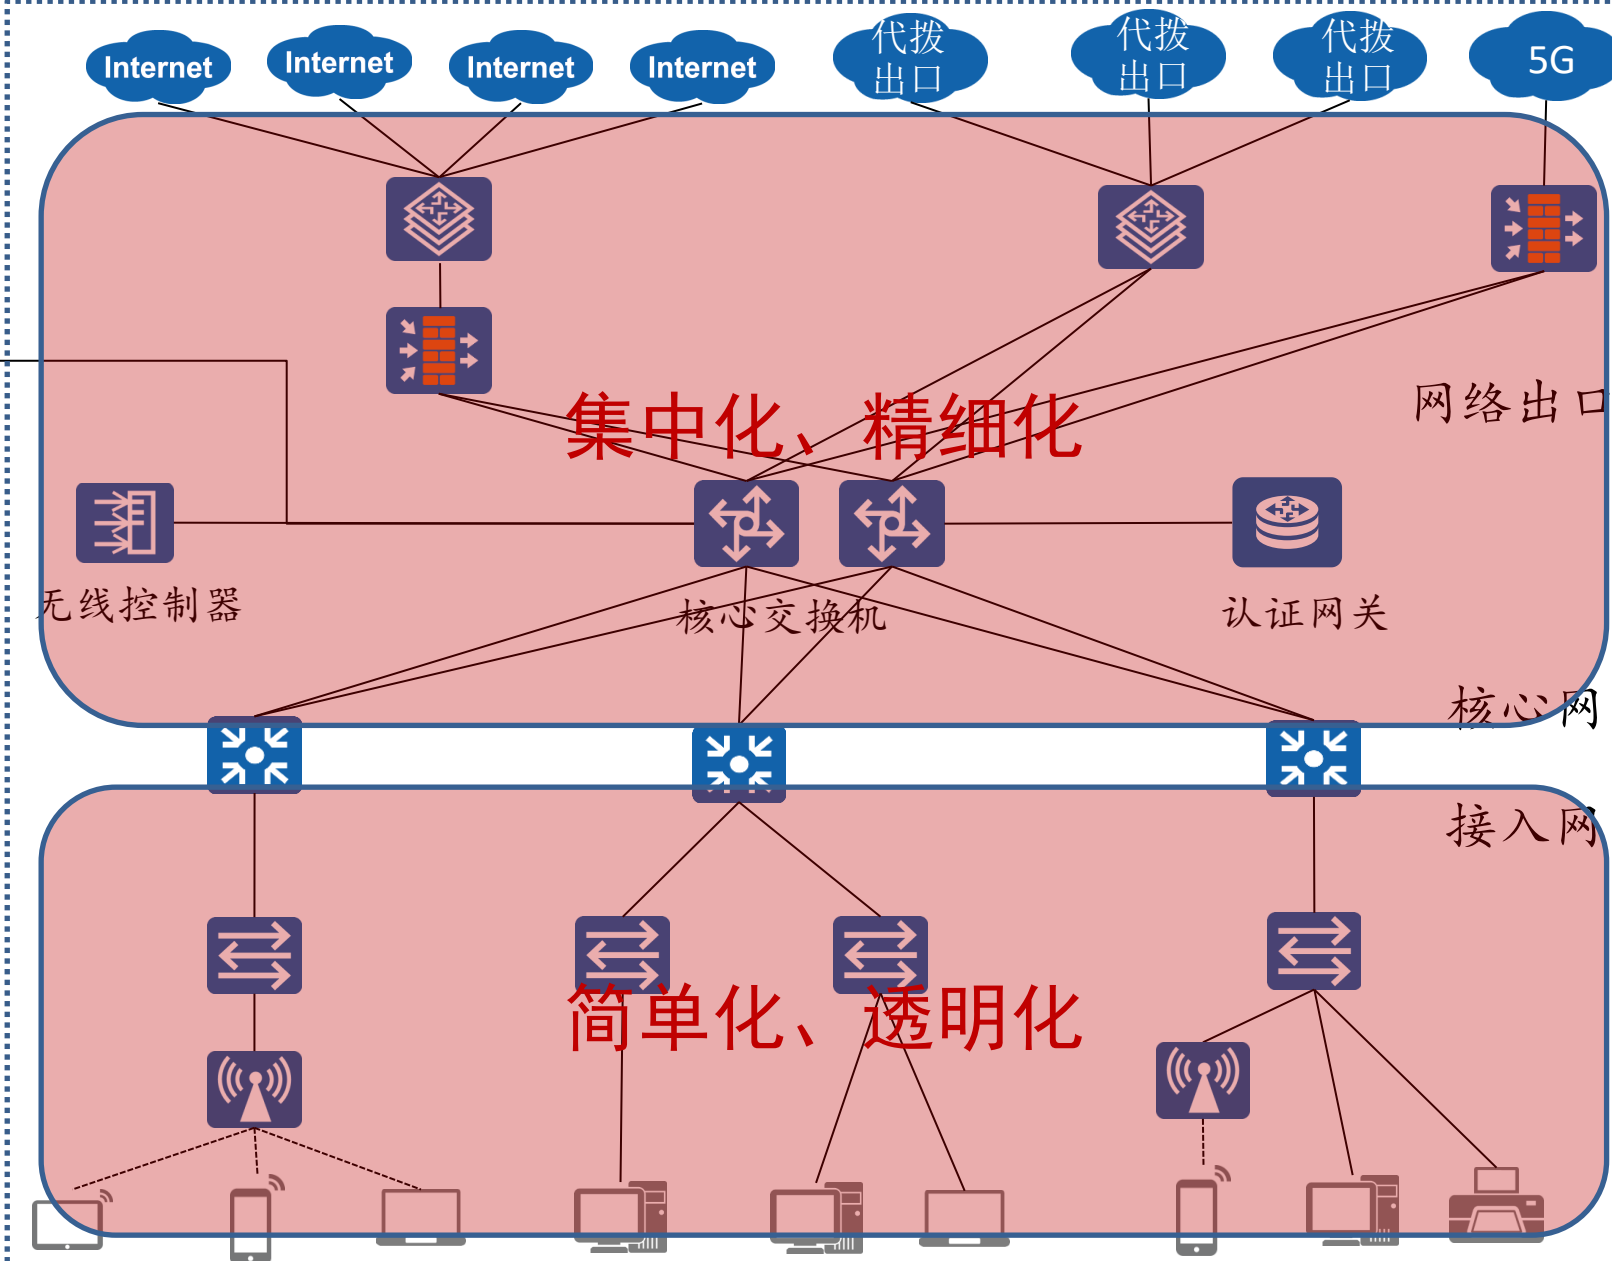 Internet
Internet
Internet
Internet
代拨
出口
代拨
出口
代拨
出口
5G
网络出口
集中化、精细化
无线控制器
核心交换机
认证网关
核心网
接入网
简单化、透明化